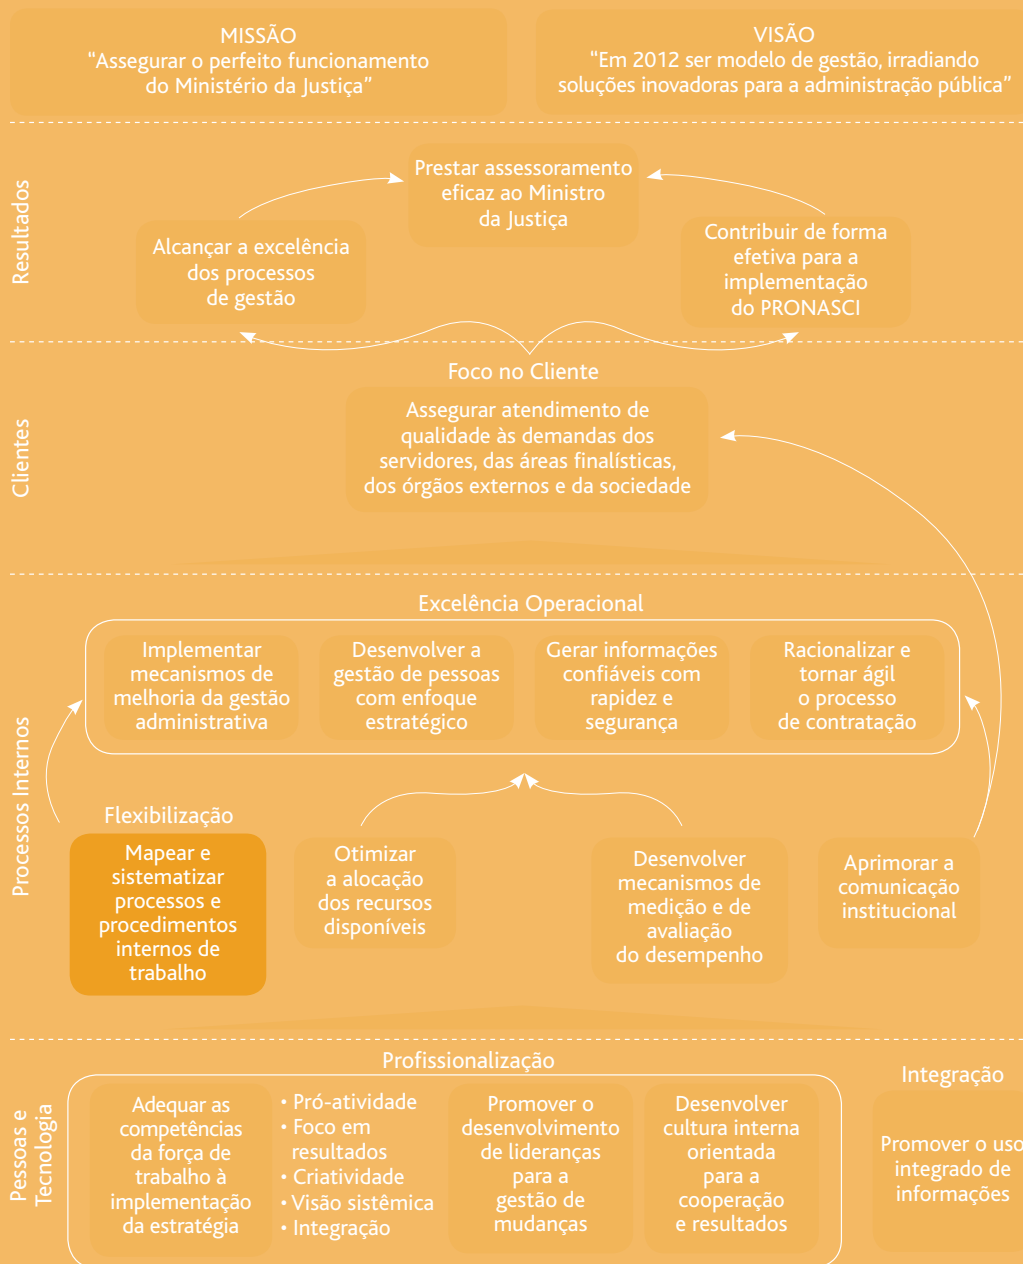 MISSÃO
“Assegurar o perfeito funcionamento
do Ministério da Justiça”
VISÃO
“Em 2012 ser modelo de gestão, irradiando
soluções inovadoras para a administração pública”
Resultados
Prestar assessoramento
eficaz ao Ministro
da Justiça
Alcançar a excelência
dos processos
de gestão
Contribuir de forma
efetiva para a
implementação
do PRONASCI
Clientes
Foco no Cliente
Assegurar atendimento de
qualidade às demandas dos
servidores, das áreas finalísticas,
dos órgãos externos e da sociedade
Processos Internos
Excelência Operacional
Implementar
mecanismos de
melhoria da gestão
administrativa
Desenvolver a
gestão de pessoas
com enfoque
estratégico
Gerar informações
confiáveis com
rapidez e
segurança
Racionalizar e
tornar ágil
o processo
de contratação
Flexibilização
Mapear e
sistematizar
processos e
procedimentos
internos de
trabalho
Otimizar
a alocação
dos recursos
disponíveis
Desenvolver
mecanismos de
medição e de
avaliação
do desempenho
Aprimorar a
comunicação
institucional
Pessoas e
Tecnologia
Profissionalização
Adequar as
competências
da força de
trabalho à
implementação
da estratégia
• Pró-atividade
• Foco em
resultados
• Criatividade
• Visão sistêmica
• Integração
Promover o
desenvolvimento
de lideranças
para a
gestão de
mudanças
Desenvolver
cultura interna
orientada
para a
cooperação
e resultados
Integração
Promover o uso
integrado de
informações